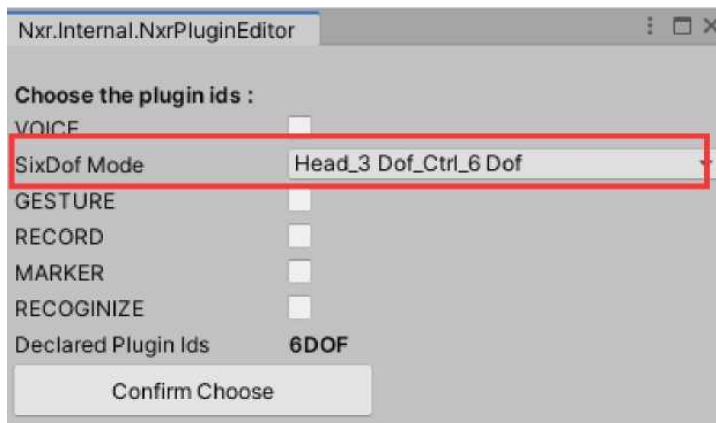 Nxr.Internal.NxrPluginEditor
Choose the plugin ids :
VOICE
SixDof Mode Head_3 Dof_Ctrl_6 Dof
GESTURE
RECORD
MARKER
RECOGINIZE
Declared Plugin Ids 6DOF
Confirm Choose